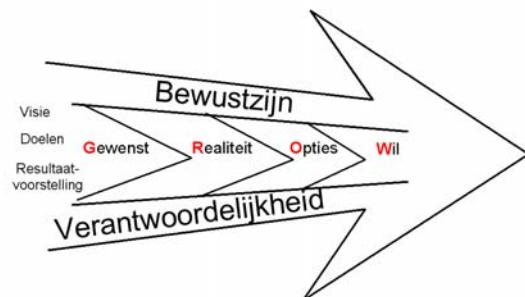 Bewustzijn
Visie
Doelen
Resultaat-
voorstelling
Gewenst Realiteit Opties Wil
Verantwoordelijkheid